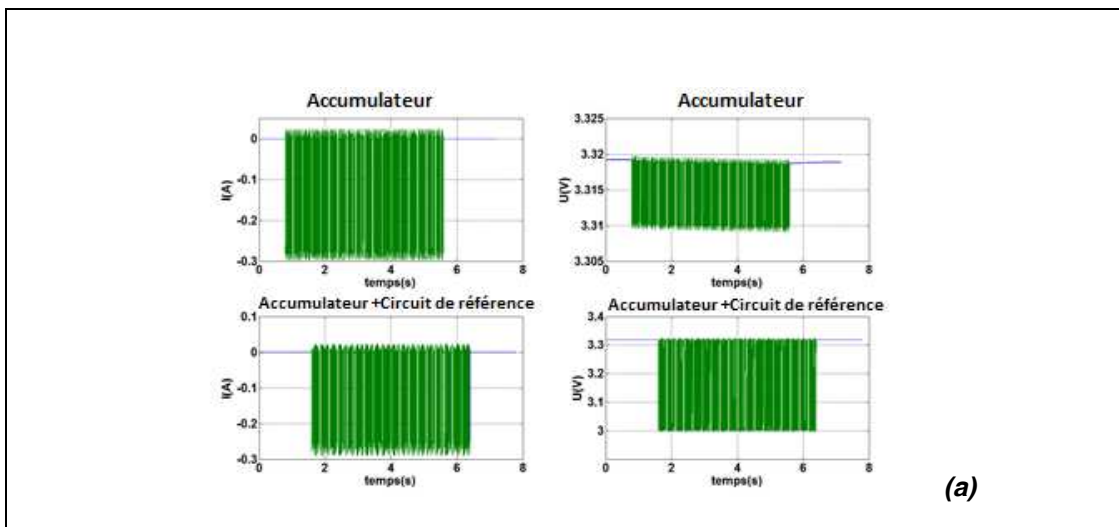 Accumulateur
Accumulateur
I(A)
0
-0.1
-0.2
-0.3
0 2 4 6 8
temps(s)
U(V)
3.325
3.32
3.315
3.31
3.305
0 2 4 6 8
temps(s)
Accumulateur +Circuit de référence
Accumulateur +Circuit de référence
I(A)
0.1
0
-0.1
-0.2
-0.3
0 2 4 6 8
temps(s)
U(V)
3.4
3.3
3.2
3.1
3
0 2 4 6 8
temps(s)
(a)